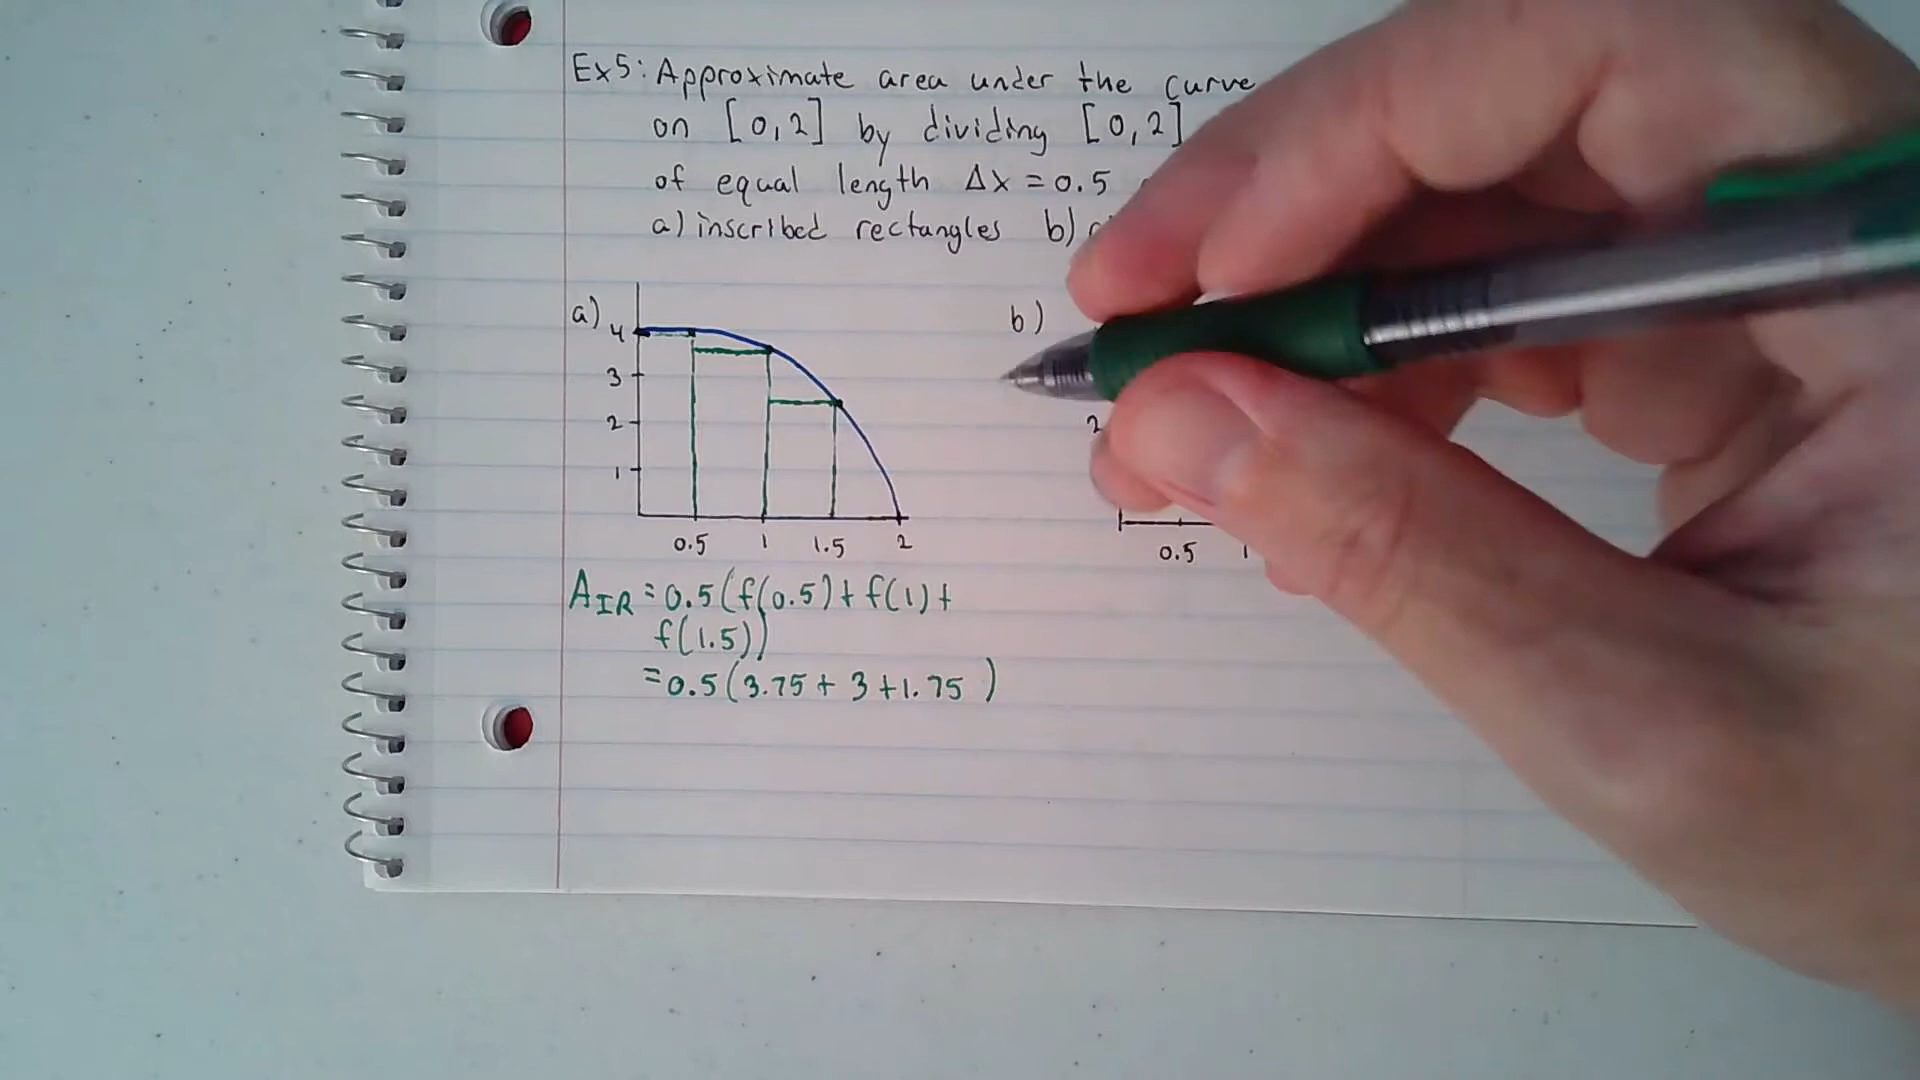 Ex5: Approximate area under the curve
on [0,2] by dividing [0,2]
of equal length Δx = 0.5
a) inscribed rectangles b)
a)
4
3
2
1
0.5 1 1.5 2
b)
2
0.5 1
A_IR = 0.5(f(0.5) + f(1) +
f(1.5))
= 0.5(3.75 + 3 + 1.75 )